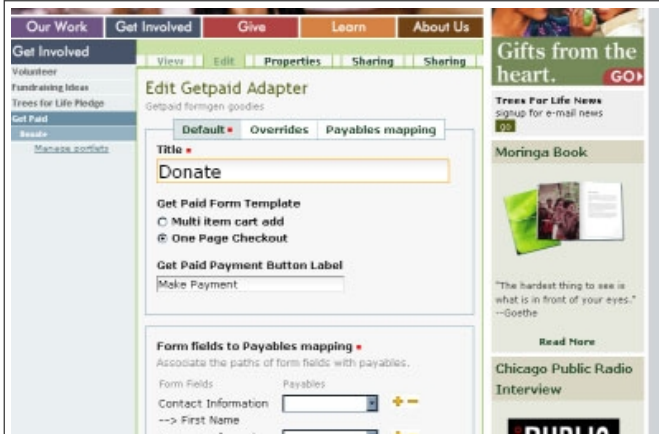 Our Work Get Involved Give Learn About Us
Get Involved
Volunteer
Fundraising Ideas
Trees for Life Pledge
Get Paid
Donate
Manage portlets
View Edit Properties Sharing Sharing
Edit Getpaid Adapter
Getpaid formgen goodies
Default Overrides Payables mapping
Title
Donate
Get Paid Form Template
Multi item cart add
One Page Checkout
Get Paid Payment Button Label
Make Payment
Form fields to Payables mapping
Associate the paths of form fields with payables.
Form Fields Payables
Contact Information
--> First Name
Gifts from the
heart.
GO
Trees For Life News
signup for e-mail news
go
Moringa Book
"The hardest thing to see is
what is in front of your eyes."
--Goethe
Read More
Chicago Public Radio
Interview